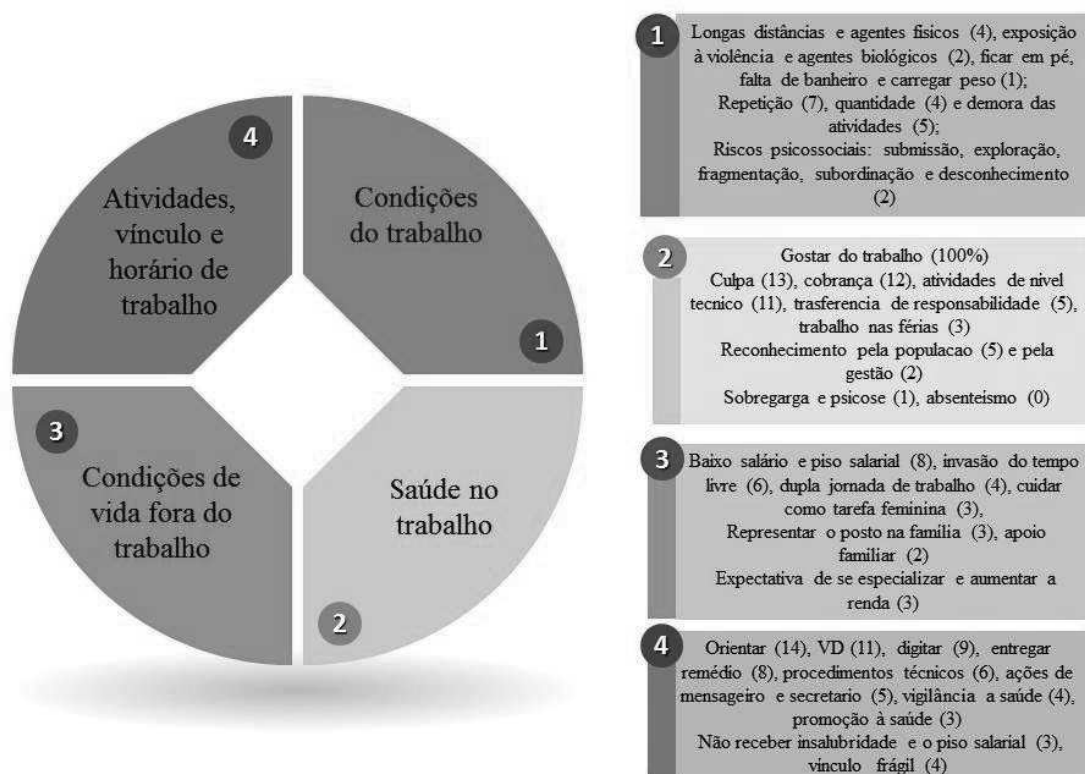 4
Atividades,
vínculo e
horário de
trabalho
Condições
do trabalho
1
3
Condições de
vida fora do
trabalho
Saúde no
trabalho
2
1
Longas distâncias e agentes físicos (4), exposição
à violência e agentes biológicos (2), ficar em pé,
falta de banheiro e carregar peso (1);
Repetição (7), quantidade (4) e demora das
atividades (5);
Riscos psicossociais: submissão, exploração,
fragmentação, subordinação e desconhecimento
(2)
2
Gostar do trabalho (100%)
Culpa (13), cobrança (12), atividades de nivel
tecnico (11), trasferencia de responsabilidade (5),
trabalho nas férias (3)
Reconhecimento pela populacao (5) e pela
gestão (2)
Sobregarga e psicose (1), absenteismo (0)
3
Baixo salário e piso salarial (8), invasão do tempo
livre (6), dupla jornada de trabalho (4), cuidar
como tarefa feminina (3),
Representar o posto na família (3), apoio
familiar (2)
Expectativa de se especializar e aumentar a
renda (3)
4
Orientar (14), VD (11), digitar (9), entregar
remédio (8), procedimentos técnicos (6), ações de
mensageiro e secretario (5), vigilância a saúde (4),
promoção à saúde (3)
Não receber insalubridade e o piso salarial (3),
vínculo frágil (4)